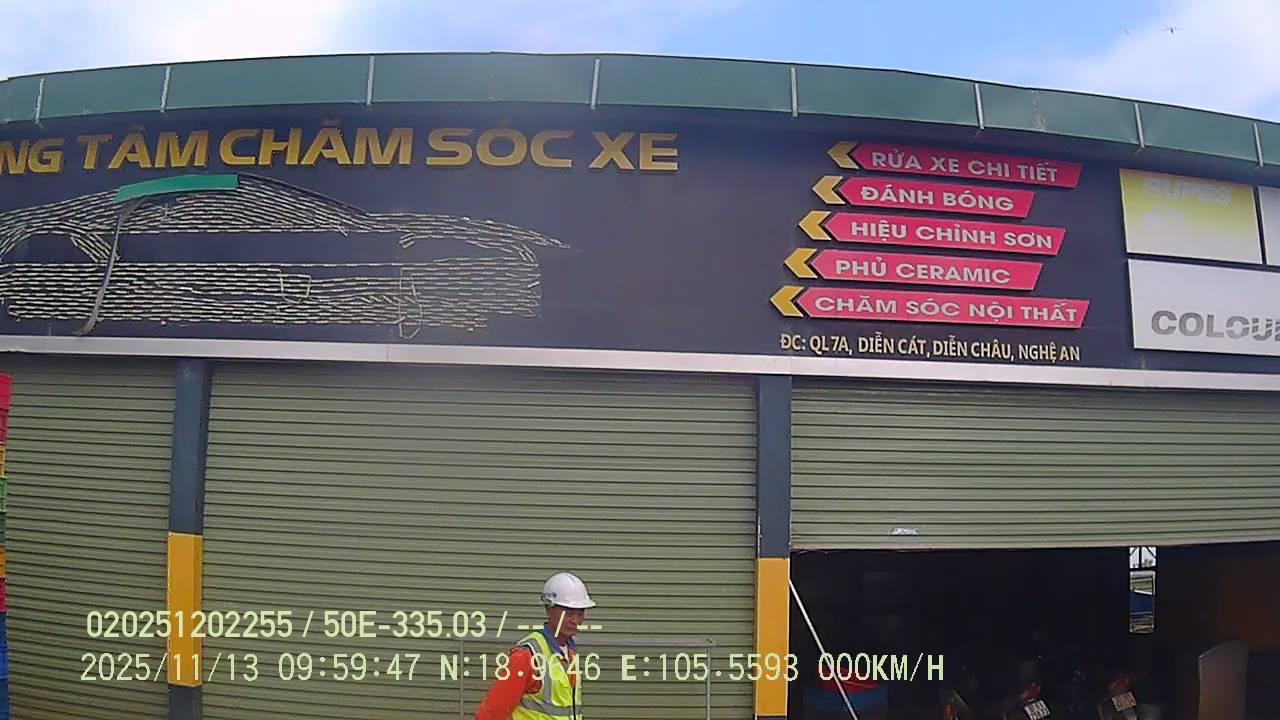 NG TÂM CHĂM SÓC XE
RỬA XE CHI TIẾT
ĐÁNH BÓNG
HIỆU CHỈNH SƠN
PHỦ CERAMIC
CHĂM SÓC NỘI THẤT
ĐC: QL 7A, DIỄN CÁT, DIỄN CHÂU, NGHỆ AN
RUPES
COLOU
020251202255 / 50E-335.03 / -- / --
2025/11/13 09:59:47 N:18.9646 E:105.5593 000KM/H